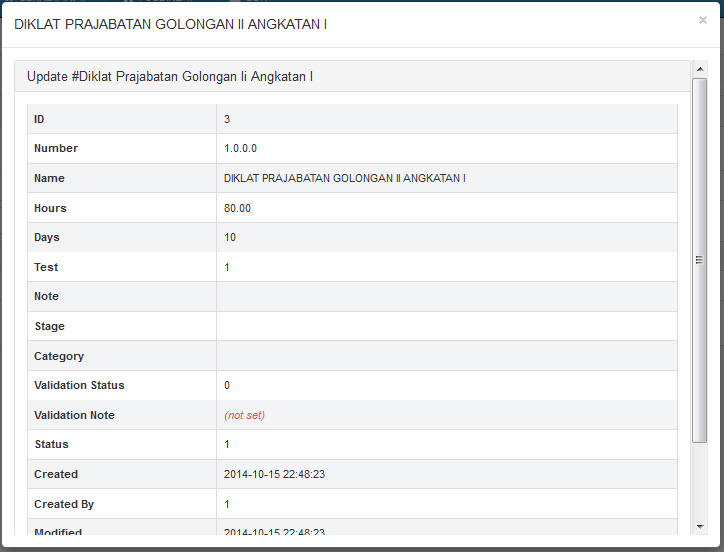 DIKLAT PRAJABATAN GOLONGAN II ANGKATAN I ×
Update #Diklat Prajabatan Golongan Ii Angkatan I
ID 3
Number 1.0.0.0
Name DIKLAT PRAJABATAN GOLONGAN II ANGKATAN I
Hours 80.00
Days 10
Test 1
Note
Stage
Category
Validation Status 0
Validation Note (not set)
Status 1
Created 2014-10-15 22:48:23
Created By 1
Modified 2014-10-15 22:48:23